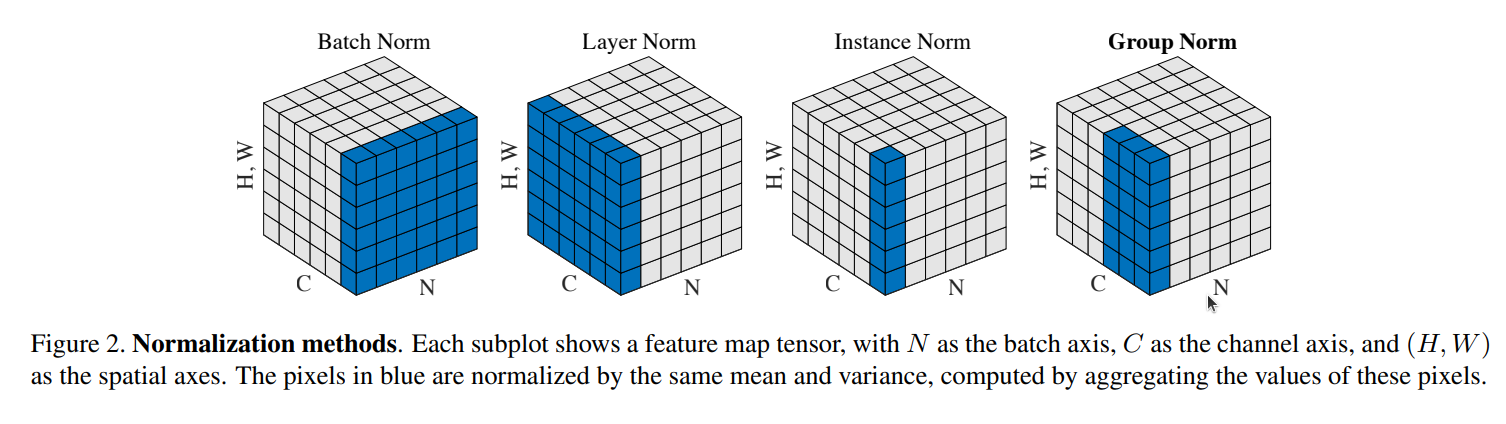 Batch Norm
Layer Norm
Instance Norm
Group Norm
H, W
C
N
H, W
C
N
H, W
C
N
H, W
C
N
Figure 2. Normalization methods. Each subplot shows a feature map tensor, with N as the batch axis, C as the channel axis, and (H, W)
as the spatial axes. The pixels in blue are normalized by the same mean and variance, computed by aggregating the values of these pixels.